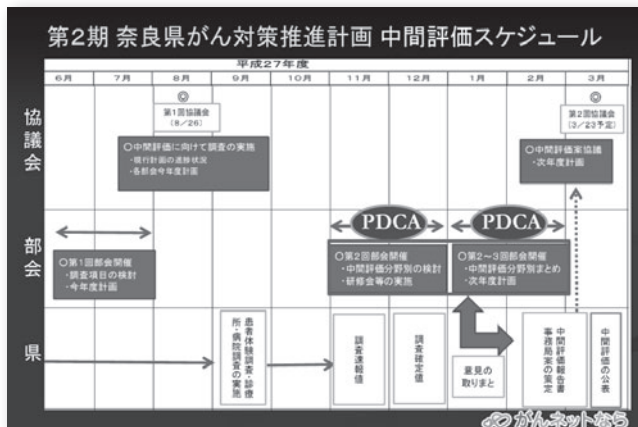 第2期 奈良県がん対策推進計画 中間評価スケジュール
平成27年度
6月 7月 8月 9月 10月 11月 12月 1月 2月 3月
協議会
◎
第1回協議会
(8/26)
○中間評価に向けて調査の実施
・現行計画の進捗状況
・各部会今年度計画
◎
第2回協議会
(3/23予定)
○中間評価案協議
・次年度計画
部会
○第1回部会開催
・調査項目の検討
・今年度計画
PDCA
○第2回部会開催
・中間評価分野別の検討
・研修会等の実施
PDCA
○第2~3回部会開催
・中間評価分野別まとめ
・次年度計画
県
患者体験調査・診療
所・病院調査の実施
調査速報値
調査確定値
意見の
取りまと
中間評価報告書
事務局案の策定
中間評価の公表
がんネットなら